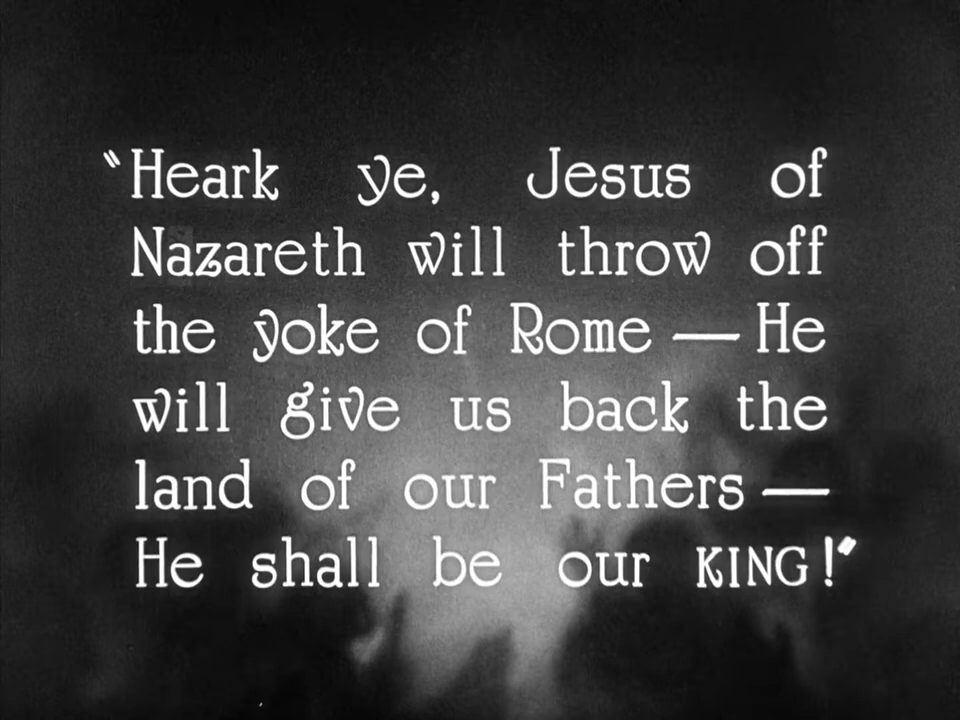 "Heark ye, Jesus of
Nazareth will throw off
the yoke of Rome — He
will give us back the
land of our Fathers —
He shall be our KING!"